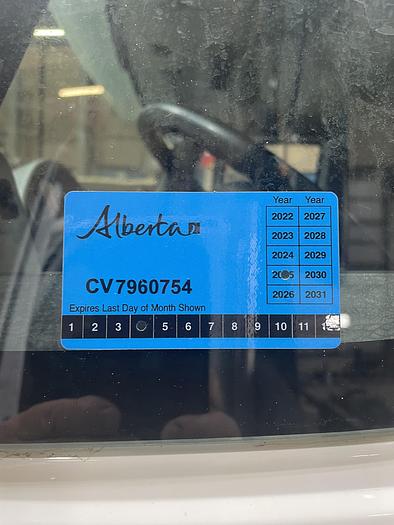 Alberta
Year Year
2022 2027
2023 2028
2024 2029
2025 2030
2026 2031
CV7960754
Expires Last Day of Month Shown
1 2 3 5 6 7 8 9 10 11